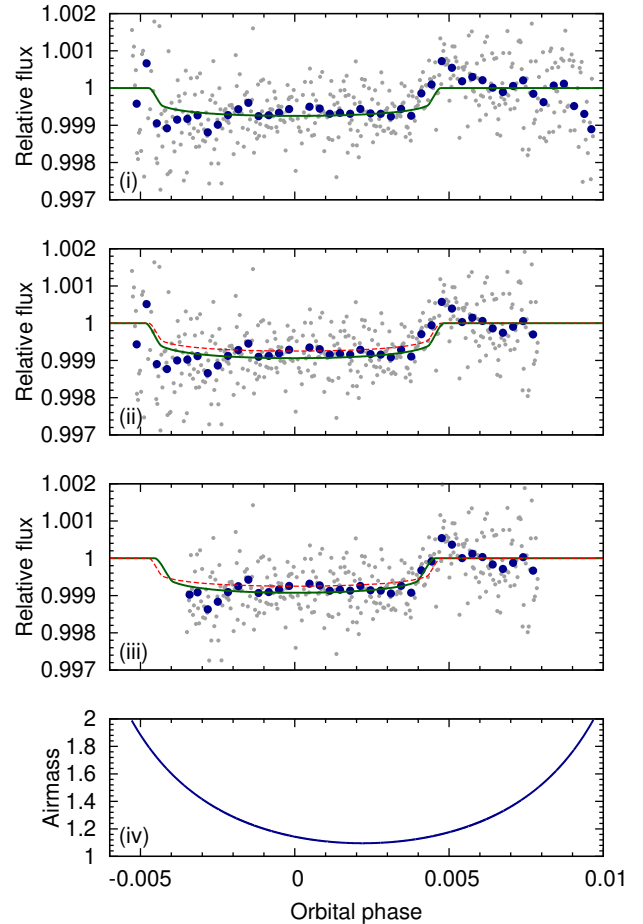 1.002
1.001
1
0.999
0.998
0.997
Relative flux
(i)
1.002
1.001
1
0.999
0.998
0.997
Relative flux
(ii)
1.002
1.001
1
0.999
0.998
0.997
Relative flux
(iii)
2
1.8
1.6
1.4
1.2
1
Airmass
(iv)
-0.005 0 0.005 0.01
Orbital phase